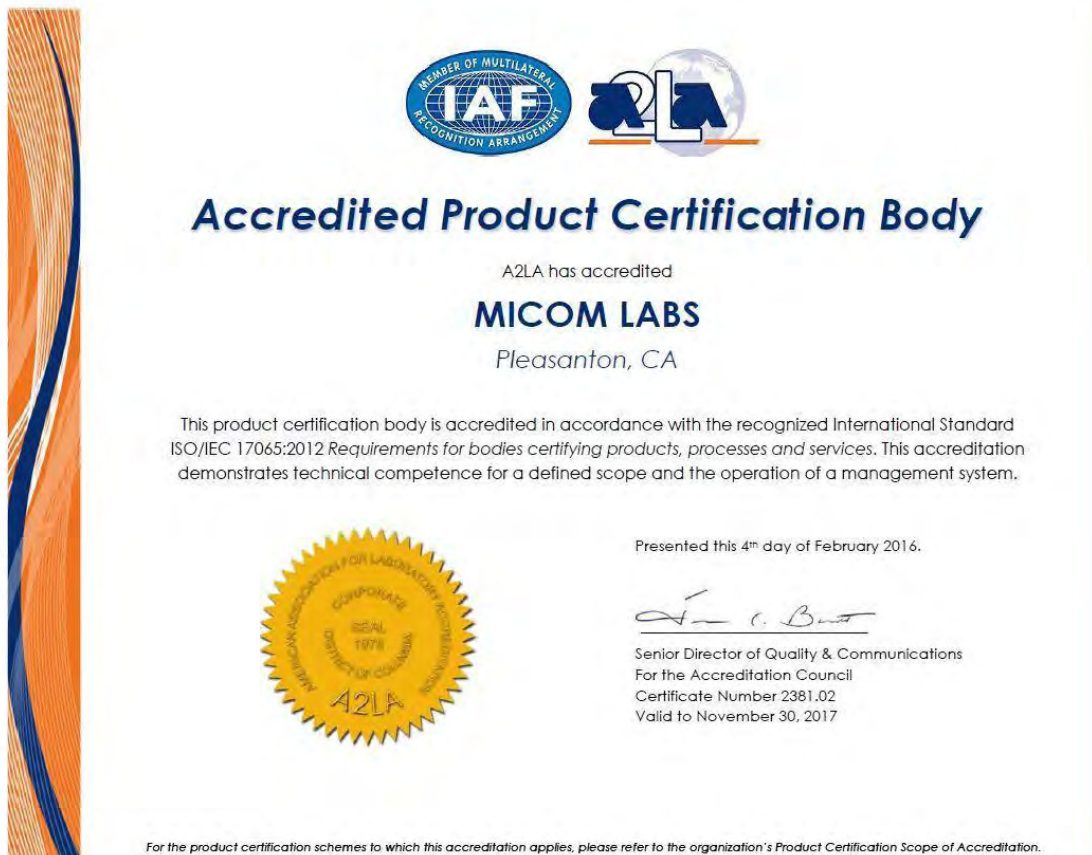 MEMBER OF MULTILATERAL
IAF
RECOGNITION ARRANGEMENT
a2la
Accredited Product Certification Body
A2LA has accredited
MICOM LABS
Pleasanton, CA
This product certification body is accredited in accordance with the recognized International Standard
ISO/IEC 17065:2012 Requirements for bodies certifying products, processes and services. This accreditation
demonstrates technical competence for a defined scope and the operation of a management system.
AMERICAN ASSOCIATION FOR LABORATORY ACCREDITATION
CORPORATE
SEAL
1978
DISTRICT OF COLUMBIA
A2LA
Presented this 4th day of February 2016.
Senior Director of Quality & Communications
For the Accreditation Council
Certificate Number 2381.02
Valid to November 30, 2017
For the product certification schemes to which this accreditation applies, please refer to the organization's Product Certification Scope of Accreditation.